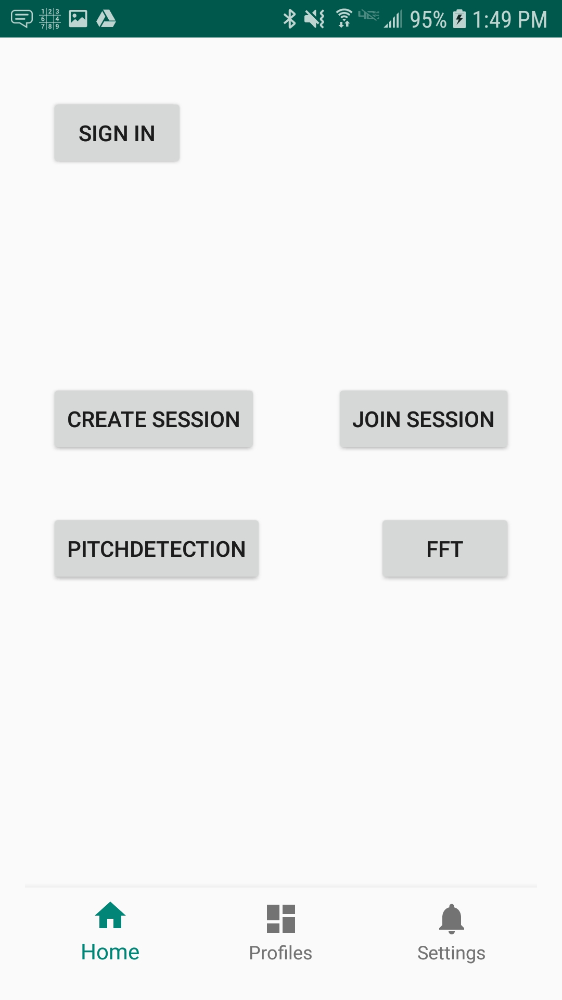 95% 1:49 PM
SIGN IN
CREATE SESSION
JOIN SESSION
PITCHDETECTION
FFT
Home
Profiles
Settings